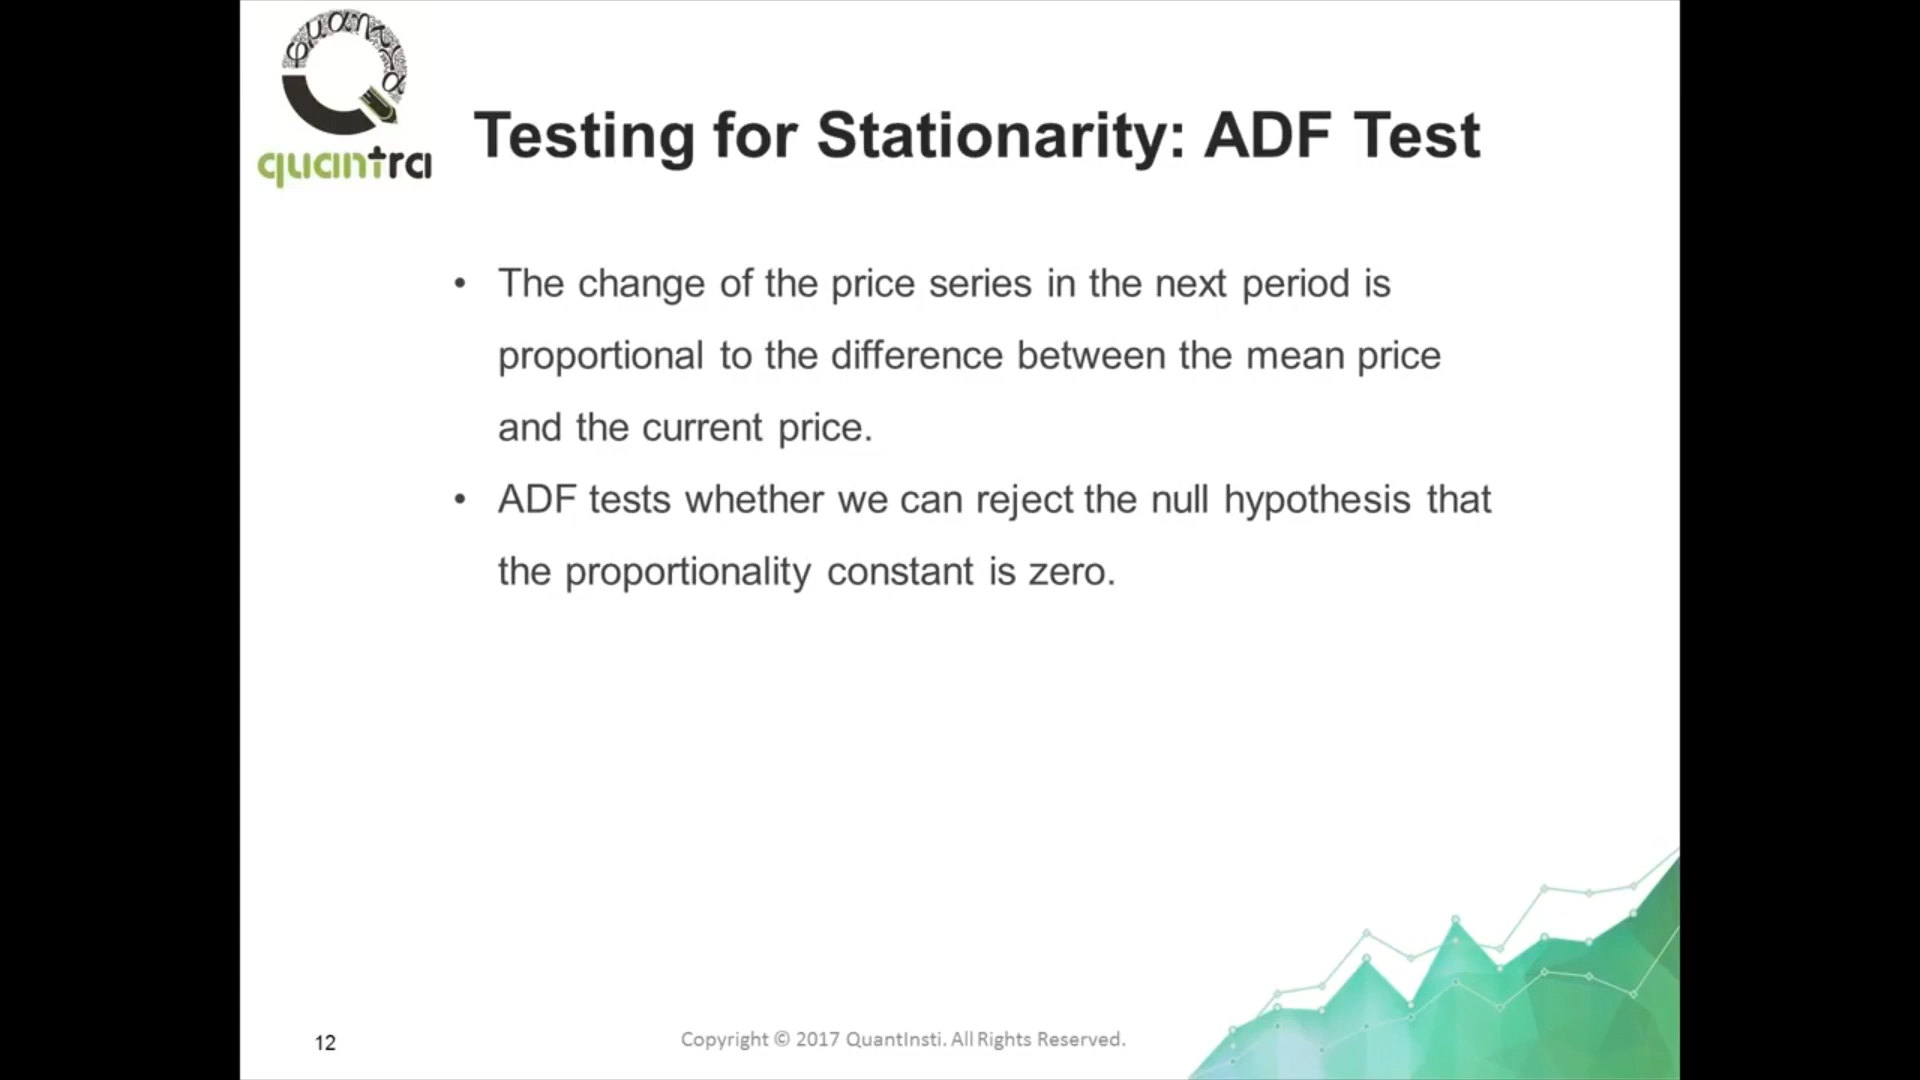 quantra
Testing for Stationarity: ADF Test
• The change of the price series in the next period is
proportional to the difference between the mean price
and the current price.
• ADF tests whether we can reject the null hypothesis that
the proportionality constant is zero.
12
Copyright © 2017 QuantInsti. All Rights Reserved.